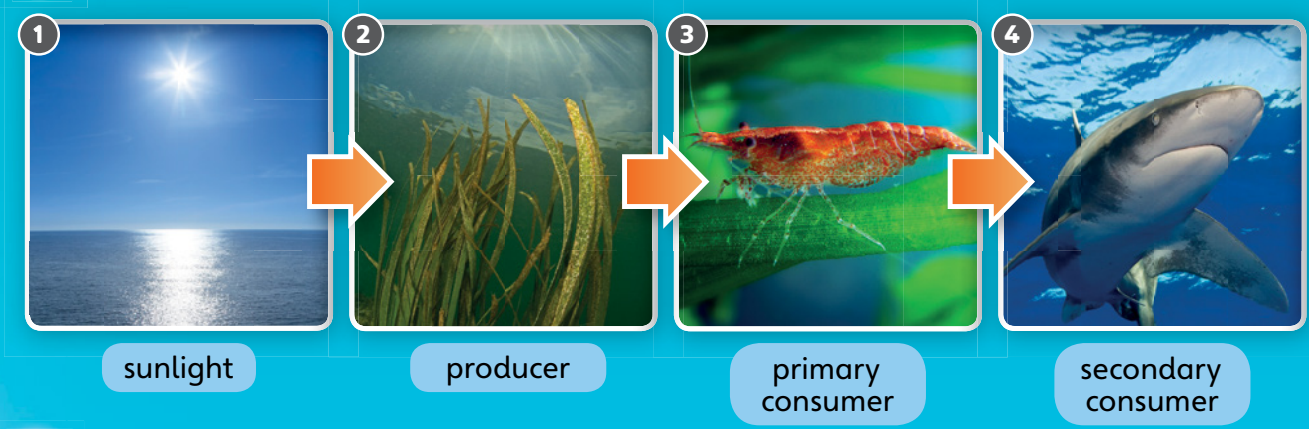 1
2
3
4
sunlight
producer
primary
consumer
secondary
consumer